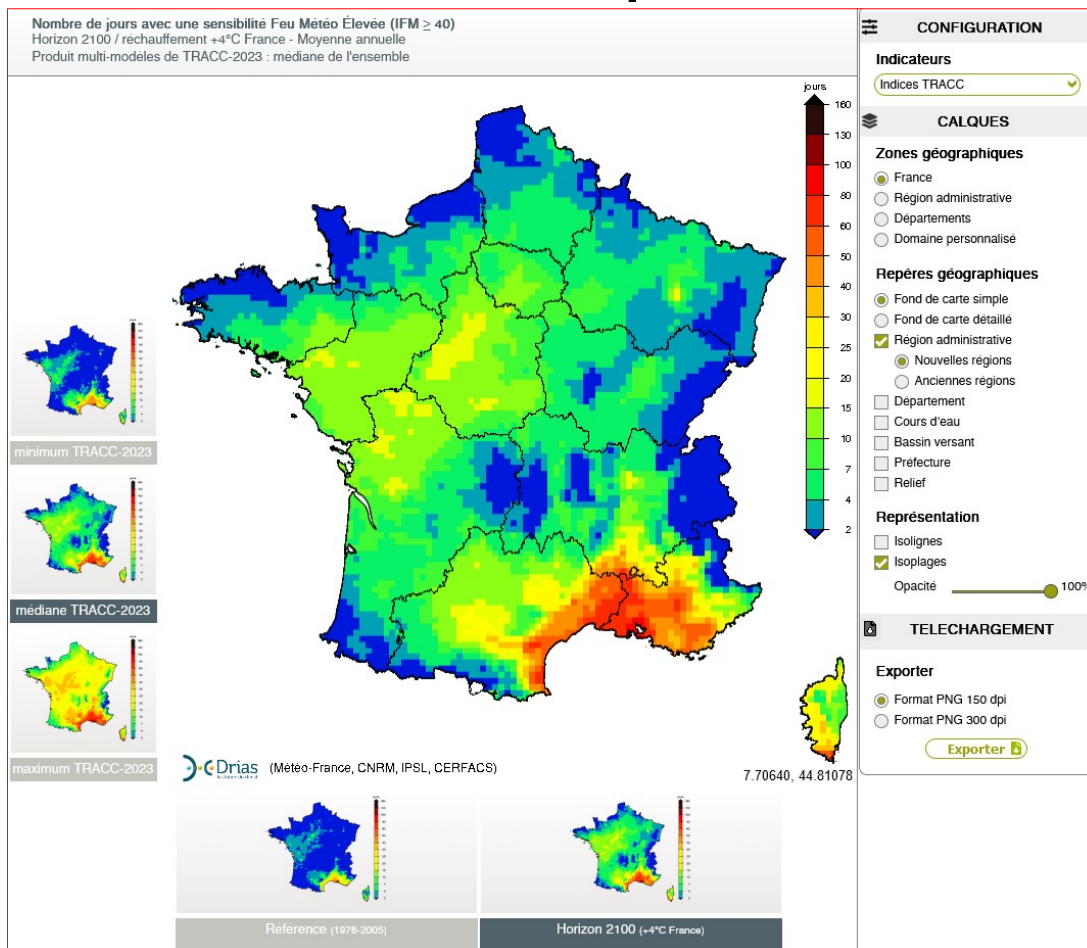 Nombre de jours avec une sensibilité Feu Météo Élevée (IFM ≥ 40)
Horizon 2100 / réchauffement +4°C France - Moyenne annuelle
Produit multi-modèles de TRACC-2023 : médiane de l'ensemble
jours
160
130
100
80
60
50
40
30
25
20
15
10
7
4
2
minimum TRACC-2023
médiane TRACC-2023
maximum TRACC-2023
Drias (Météo-France, CNRM, IPSL, CERFACS)
7.70640, 44.81078
Référence (1976-2005)
Horizon 2100 (+4°C France)
CONFIGURATION
Indicateurs
Indices TRACC
CALQUES
Zones géographiques
France
Région administrative
Départements
Domaine personnalisé
Repères géographiques
Fond de carte simple
Fond de carte détaillé
Région administrative
Nouvelles régions
Anciennes régions
Département
Cours d'eau
Bassin versant
Préfecture
Relief
Représentation
Isolignes
Isoplages
Opacité 100%
TELECHARGEMENT
Exporter
Format PNG 150 dpi
Format PNG 300 dpi
Exporter